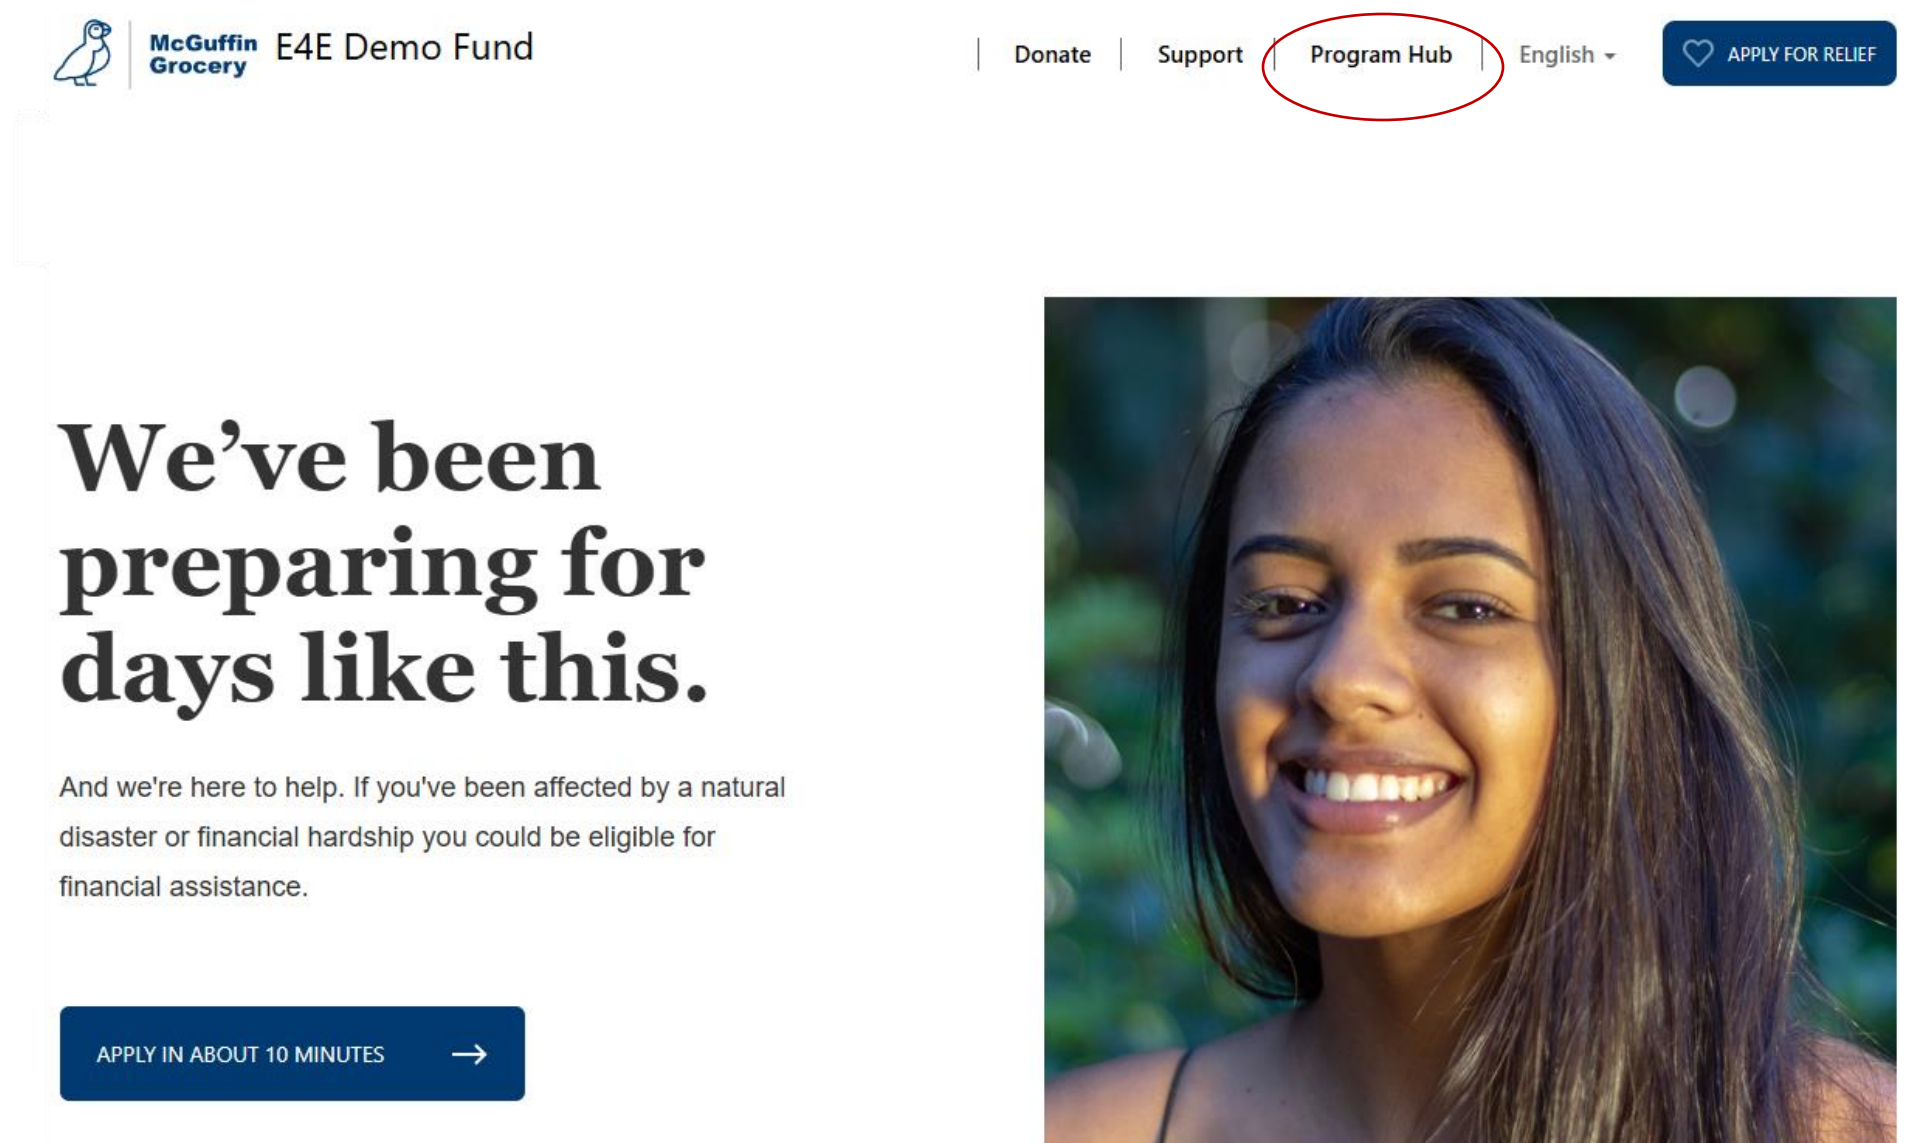 McGuffin
Grocery
E4E Demo Fund
Donate
Support
Program Hub
English
APPLY FOR RELIEF
We’ve been
preparing for
days like this.
And we're here to help. If you've been affected by a natural
disaster or financial hardship you could be eligible for
financial assistance.
APPLY IN ABOUT 10 MINUTES